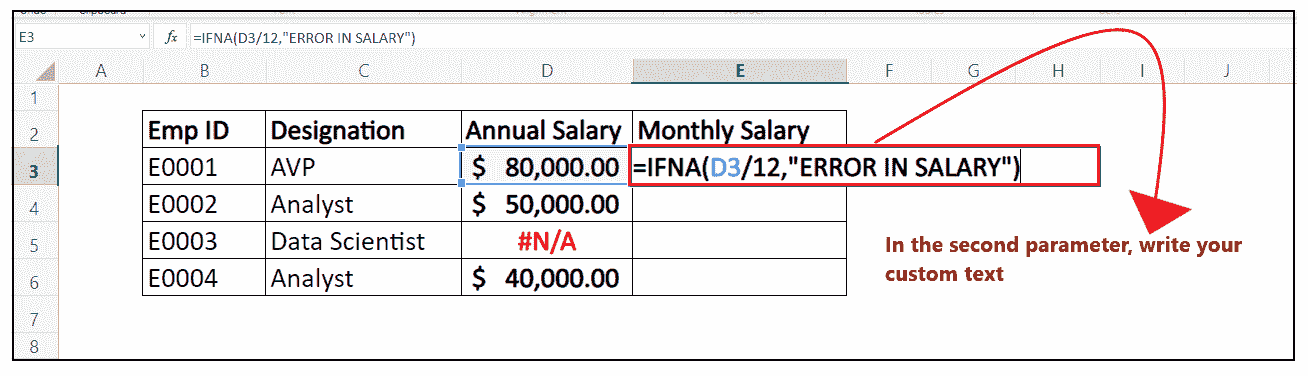 E3 fx =IFNA(D3/12,"ERROR IN SALARY")
A B C D E F G H I J
1
2 Emp ID Designation Annual Salary Monthly Salary
3 E0001 AVP $ 80,000.00 =IFNA(D3/12,"ERROR IN SALARY")
4 E0002 Analyst $ 50,000.00
5 E0003 Data Scientist #N/A
6 E0004 Analyst $ 40,000.00
7
8
In the second parameter, write your
custom text